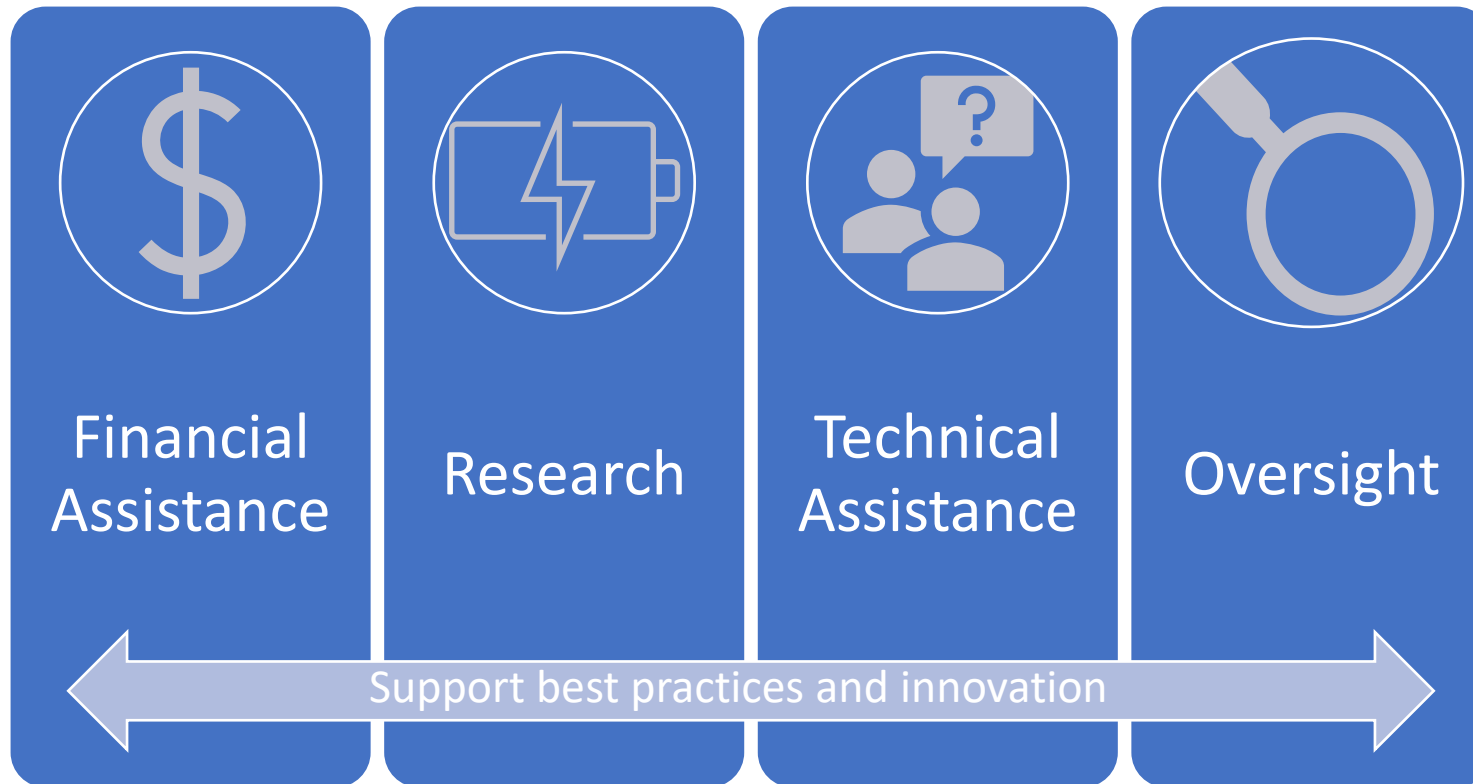 ?
Financial
Assistance
Research
Technical
Assistance
Oversight
Support best practices and innovation